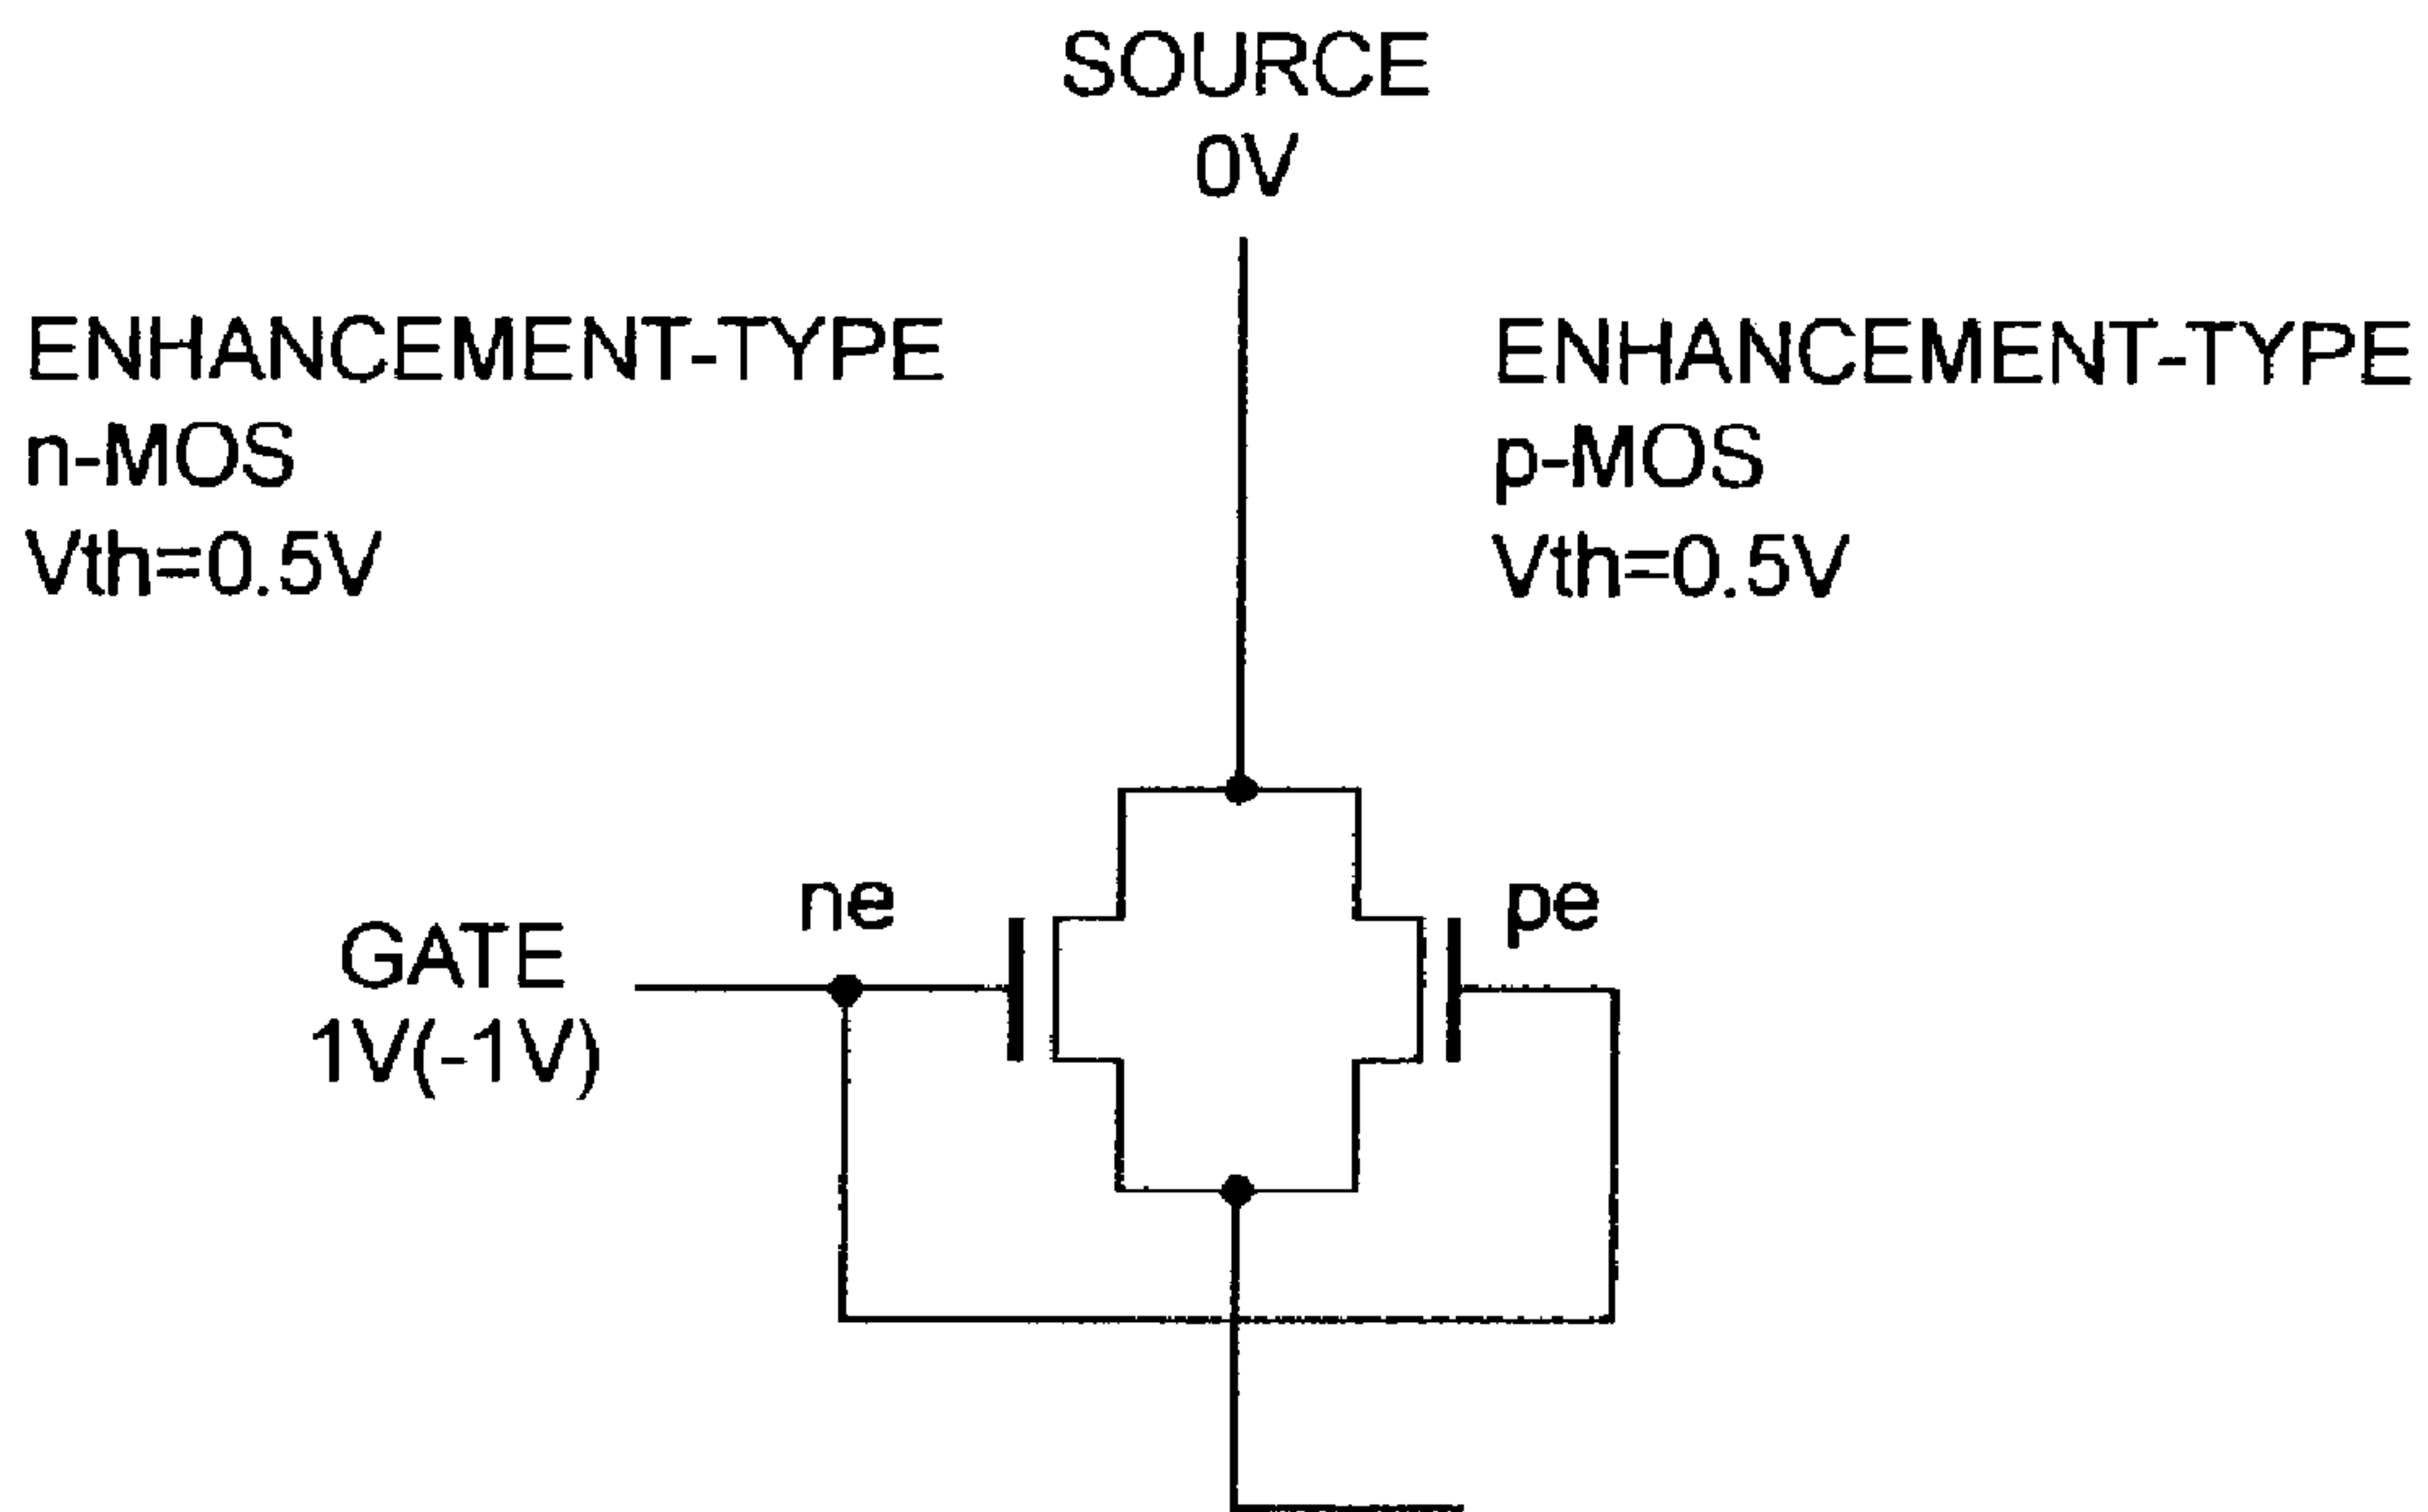 SOURCE
0V
ENHANCEMENT-TYPE
n-MOS
Vth=0.5V
ENHANCEMENT-TYPE
p-MOS
Vth=0.5V
ne
pe
GATE
1V(-1V)